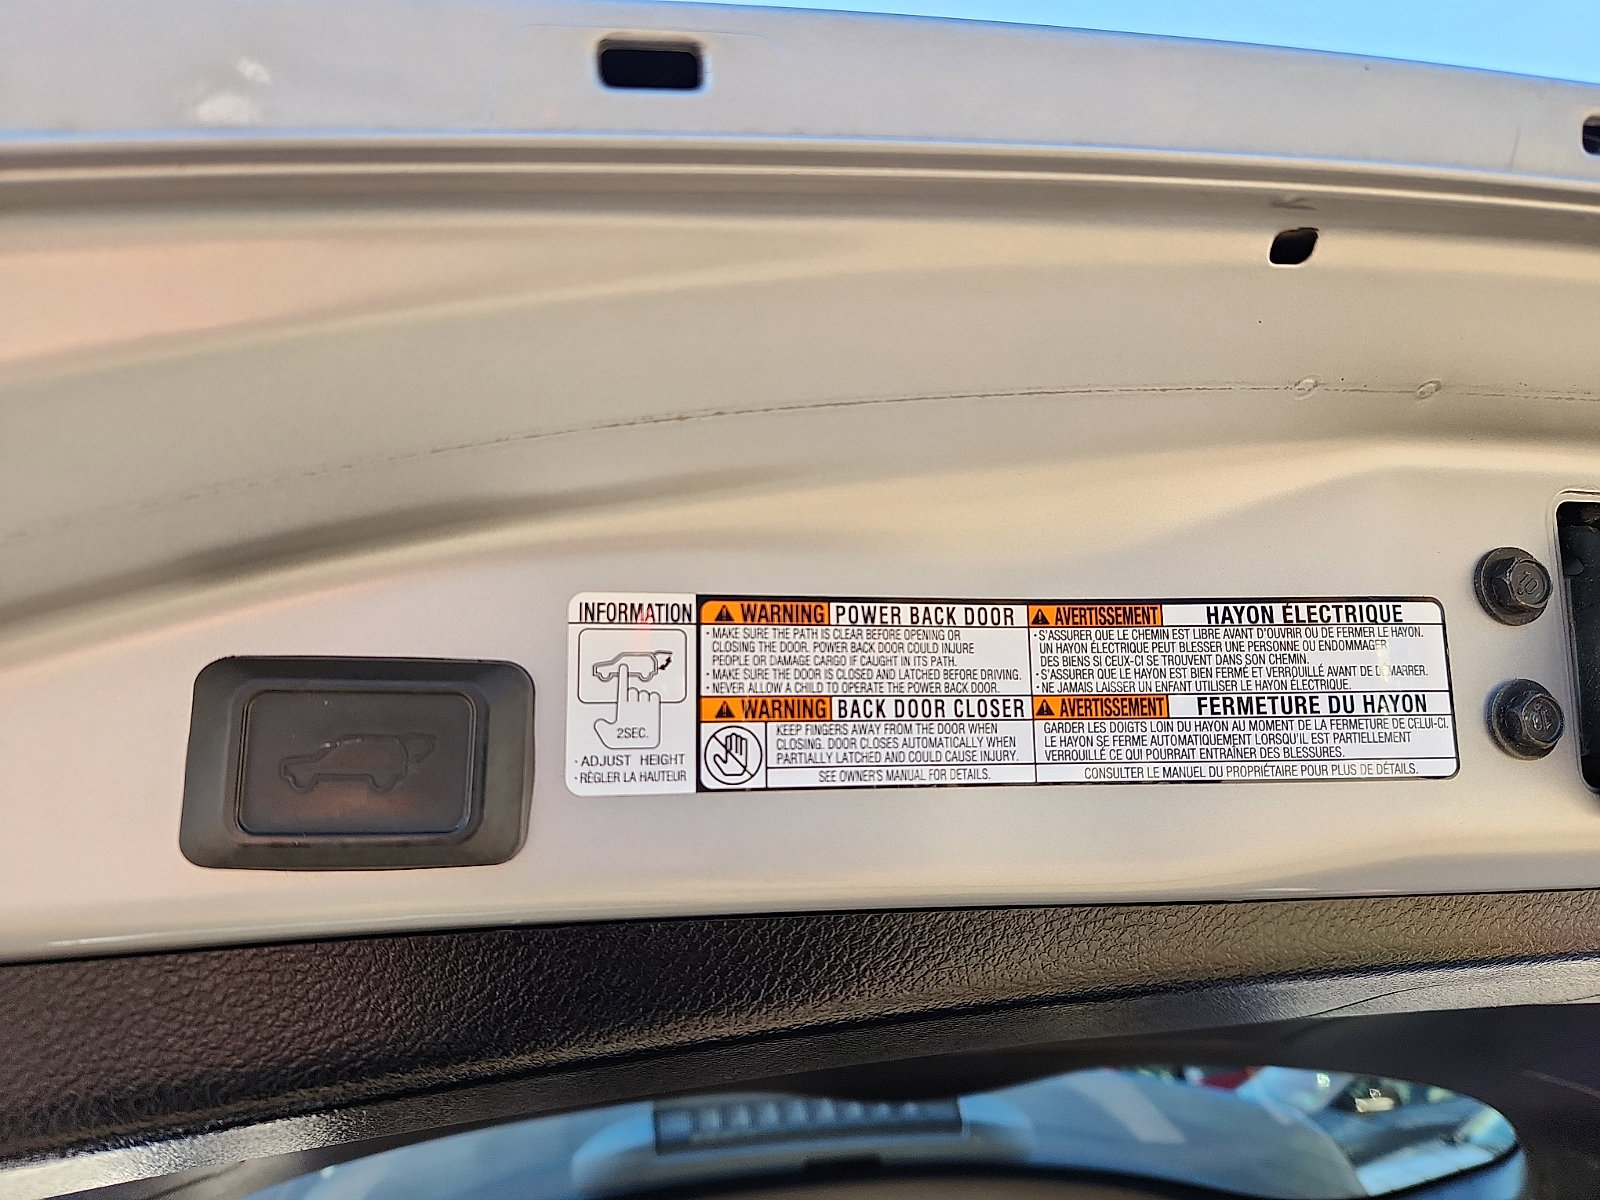 INFORMATION
2SEC.
· ADJUST HEIGHT
· RÉGLER LA HAUTEUR
WARNING POWER BACK DOOR
· MAKE SURE THE PATH IS CLEAR BEFORE OPENING OR
CLOSING THE DOOR. POWER BACK DOOR COULD INJURE
PEOPLE OR DAMAGE CARGO IF CAUGHT IN ITS PATH.
· MAKE SURE THE DOOR IS CLOSED AND LATCHED BEFORE DRIVING.
· NEVER ALLOW A CHILD TO OPERATE THE POWER BACK DOOR.
WARNING BACK DOOR CLOSER
KEEP FINGERS AWAY FROM THE DOOR WHEN
CLOSING. DOOR CLOSES AUTOMATICALLY WHEN
PARTIALLY LATCHED AND COULD CAUSE INJURY.
SEE OWNER'S MANUAL FOR DETAILS.
AVERTISSEMENT HAYON ÉLECTRIQUE
· S'ASSURER QUE LE CHEMIN EST LIBRE AVANT D'OUVRIR OU DE FERMER LE HAYON.
UN HAYON ÉLECTRIQUE PEUT BLESSER UNE PERSONNE OU ENDOMMAGER
DES BIENS SI CEUX-CI SE TROUVENT DANS SON CHEMIN.
· S'ASSURER QUE LE HAYON EST BIEN FERMÉ ET VERROUILLÉ AVANT DE DÉMARRER.
· NE JAMAIS LAISSER UN ENFANT UTILISER LE HAYON ÉLECTRIQUE.
AVERTISSEMENT FERMETURE DU HAYON
GARDER LES DOIGTS LOIN DU HAYON AU MOMENT DE LA FERMETURE DE CELUI-CI.
LE HAYON SE FERME AUTOMATIQUEMENT LORSQU'IL EST PARTIELLEMENT
VERROUILLÉ CE QUI POURRAIT ENTRAÎNER DES BLESSURES.
CONSULTER LE MANUEL DU PROPRIÉTAIRE POUR PLUS DE DÉTAILS.